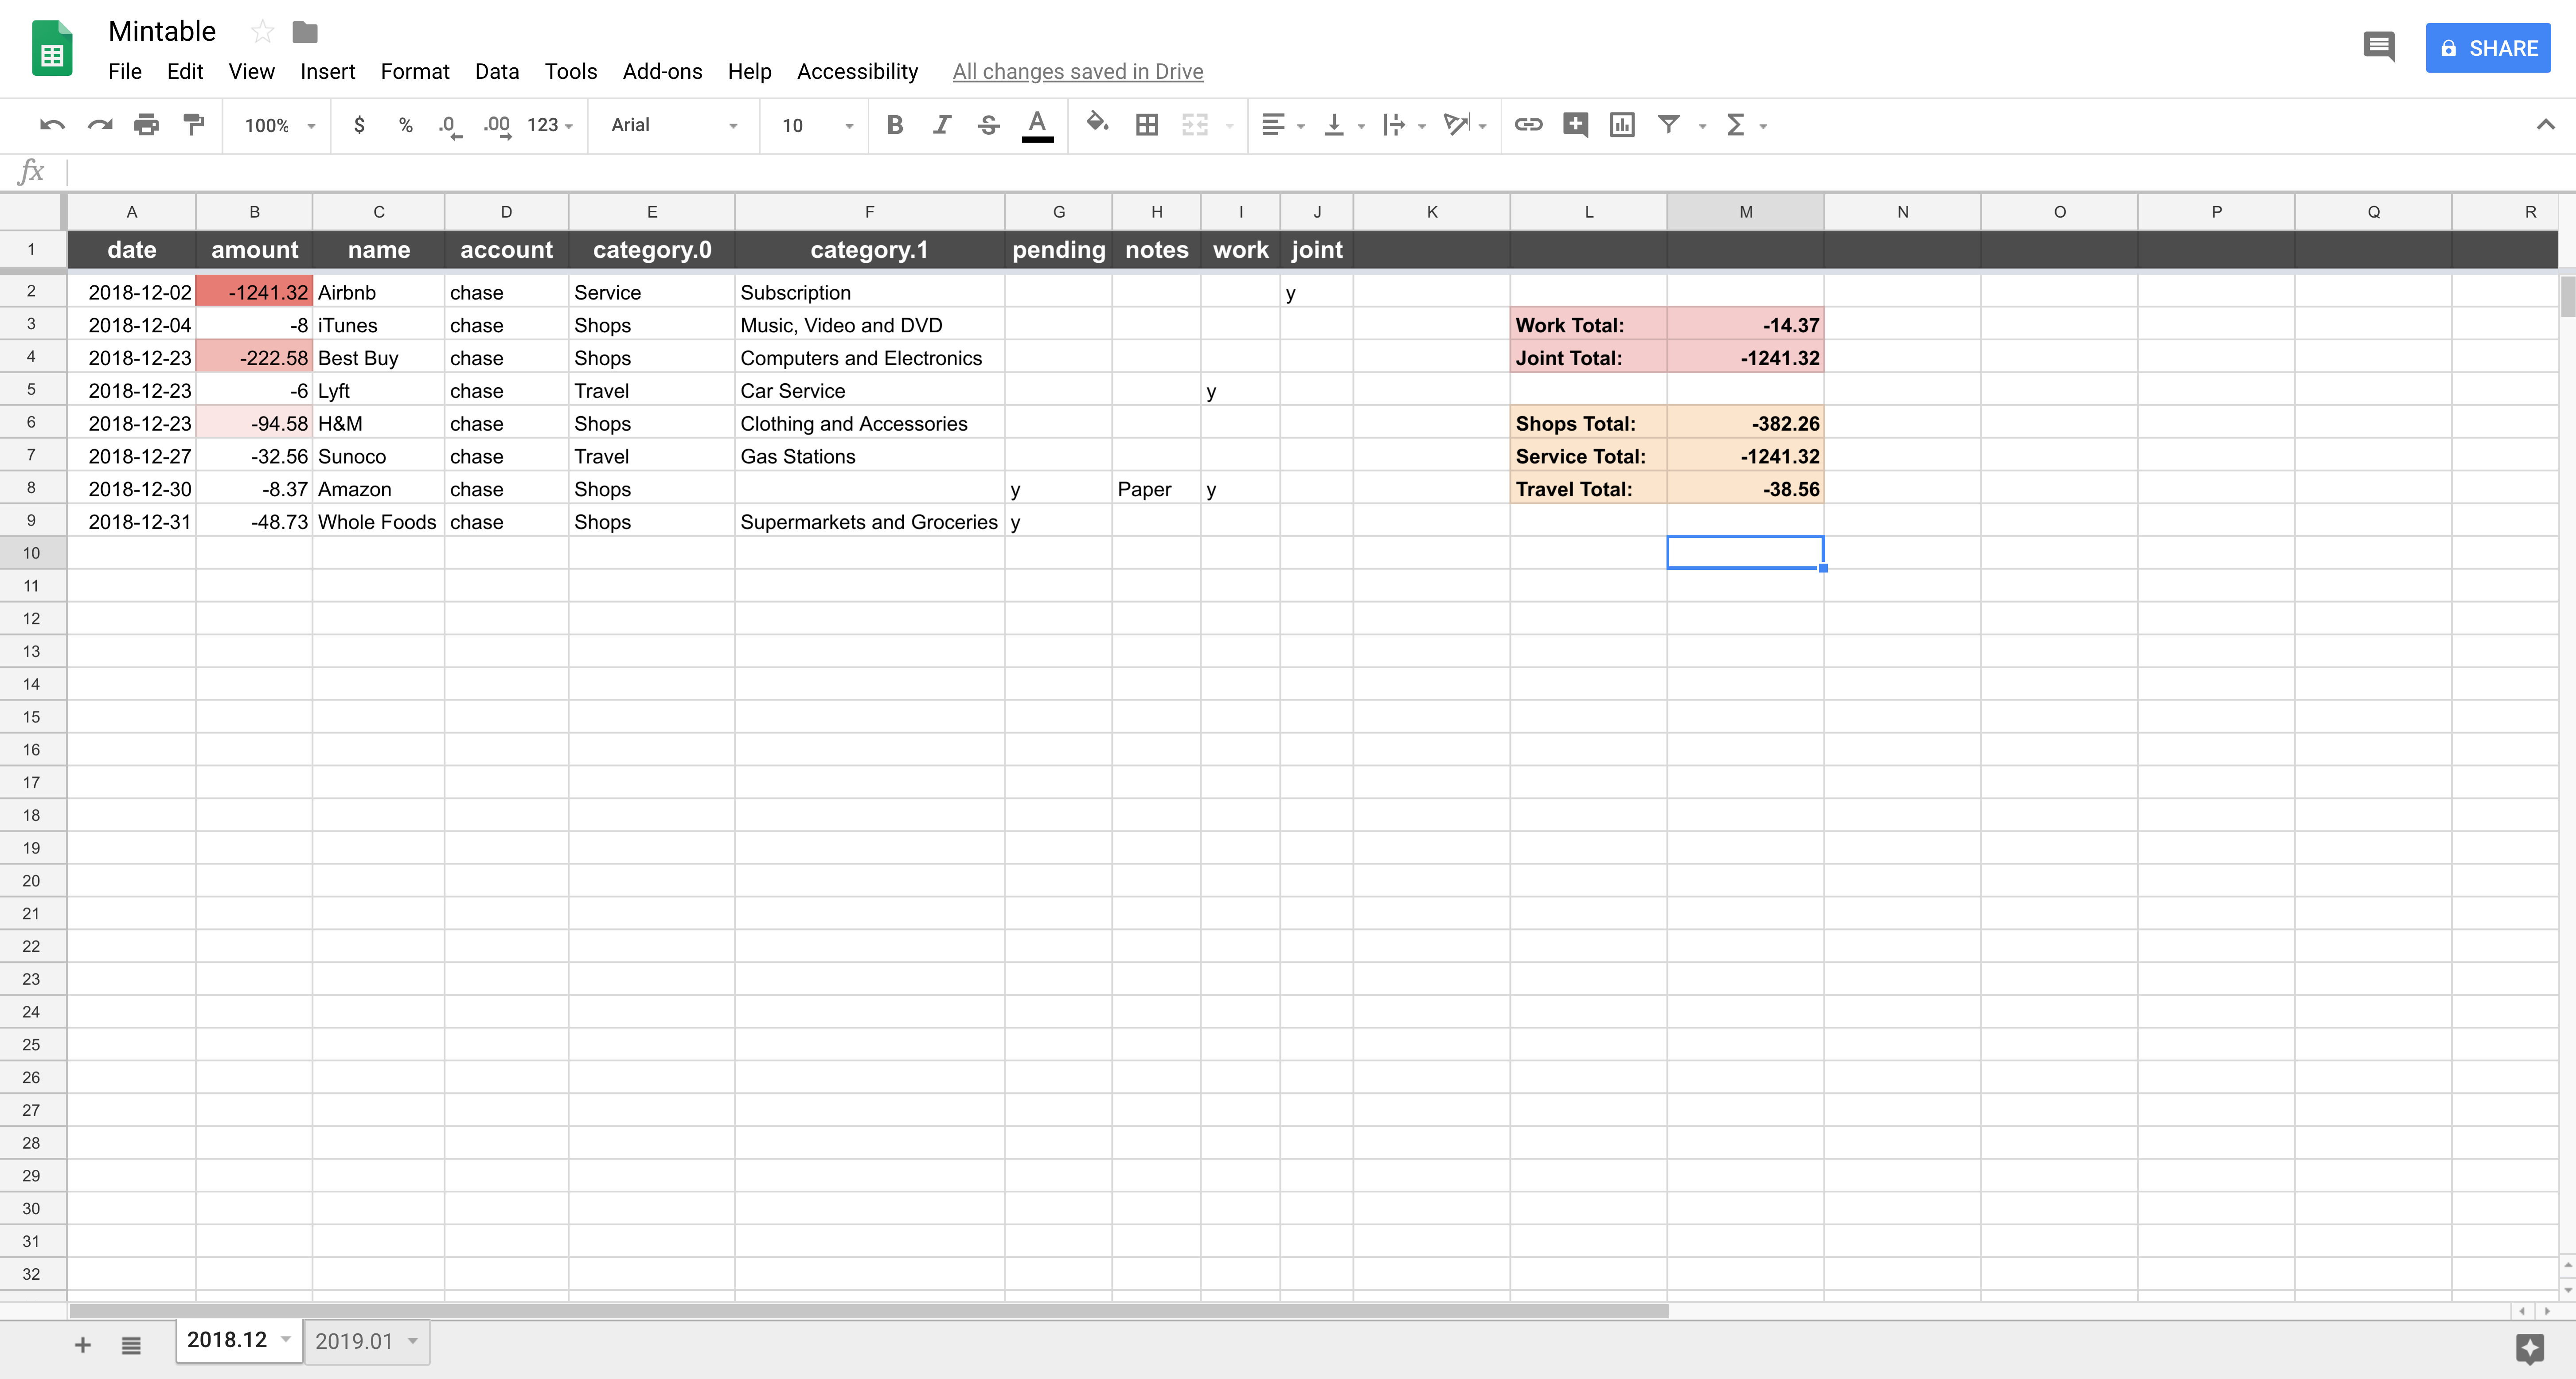 Mintable
File Edit View Insert Format Data Tools Add-ons Help Accessibility All changes saved in Drive
SHARE
100% $ % .0 .00 123 Arial 10 B I S A Σ
fx
A B C D E F G H I J K L M N O P Q R
1 date amount name account category.0 category.1 pending notes work joint
2 2018-12-02 -1241.32 Airbnb chase Service Subscription y
3 2018-12-04 -8 iTunes chase Shops Music, Video and DVD Work Total: -14.37
4 2018-12-23 -222.58 Best Buy chase Shops Computers and Electronics Joint Total: -1241.32
5 2018-12-23 -6 Lyft chase Travel Car Service y
6 2018-12-23 -94.58 H&M chase Shops Clothing and Accessories Shops Total: -382.26
7 2018-12-27 -32.56 Sunoco chase Travel Gas Stations Service Total: -1241.32
8 2018-12-30 -8.37 Amazon chase Shops y Paper y Travel Total: -38.56
9 2018-12-31 -48.73 Whole Foods chase Shops Supermarkets and Groceries y
10
11
12
13
14
15
16
17
18
19
20
21
22
23
24
25
26
27
28
29
30
31
32
2018.12 2019.01